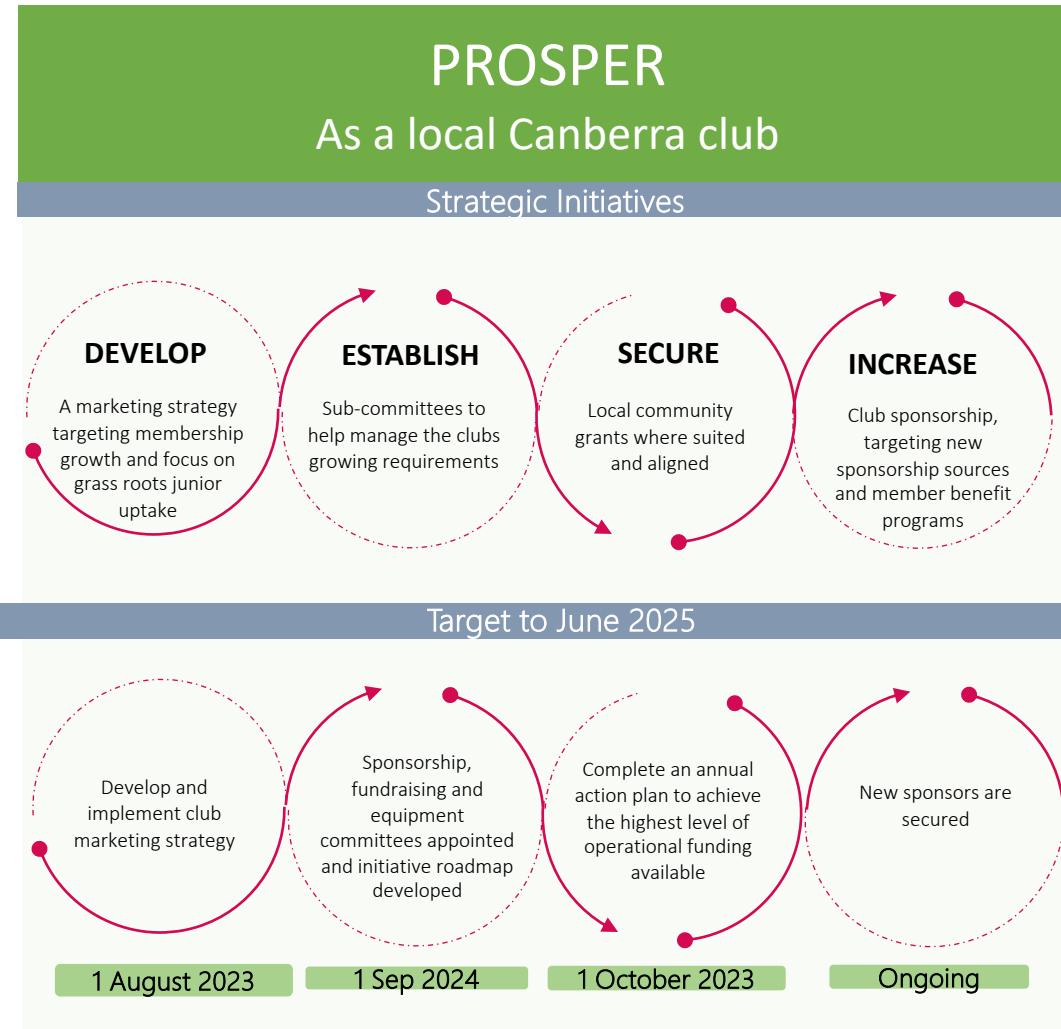 PROSPER
As a local Canberra club
Strategic Initiatives
DEVELOP
A marketing strategy
targeting membership
growth and focus on
grass roots junior
uptake
ESTABLISH
Sub-committees to
help manage the clubs
growing requirements
SECURE
Local community
grants where suited
and aligned
INCREASE
Club sponsorship,
targeting new
sponsorship sources
and member benefit
programs
Target to June 2025
Develop and
implement club
marketing strategy
Sponsorship,
fundraising and
equipment
committees appointed
and initiative roadmap
developed
Complete an annual
action plan to achieve
the highest level of
operational funding
available
New sponsors are
secured
1 August 2023
1 Sep 2024
1 October 2023
Ongoing